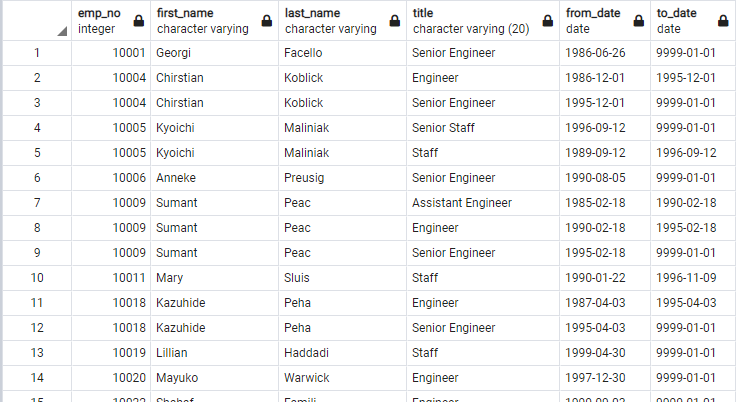 emp_no first_name last_name title from_date to_date
integer character varying character varying character varying (20) date date
1 10001 Georgi Facello Senior Engineer 1986-06-26 9999-01-01
2 10004 Chirstian Koblick Engineer 1986-12-01 1995-12-01
3 10004 Chirstian Koblick Senior Engineer 1995-12-01 9999-01-01
4 10005 Kyoichi Maliniak Senior Staff 1996-09-12 9999-01-01
5 10005 Kyoichi Maliniak Staff 1989-09-12 1996-09-12
6 10006 Anneke Preusig Senior Engineer 1990-08-05 9999-01-01
7 10009 Sumant Peac Assistant Engineer 1985-02-18 1990-02-18
8 10009 Sumant Peac Engineer 1990-02-18 1995-02-18
9 10009 Sumant Peac Senior Engineer 1995-02-18 9999-01-01
10 10011 Mary Sluis Staff 1990-01-22 1996-11-09
11 10018 Kazuhide Peha Engineer 1987-04-03 1995-04-03
12 10018 Kazuhide Peha Senior Engineer 1995-04-03 9999-01-01
13 10019 Lillian Haddadi Staff 1999-04-30 9999-01-01
14 10020 Mayuko Warwick Engineer 1997-12-30 9999-01-01